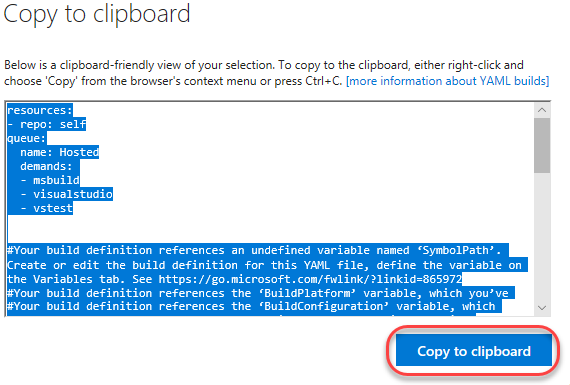 Copy to clipboard
Below is a clipboard-friendly view of your selection. To copy to the clipboard, either right-click and
choose 'Copy' from the browser's context menu or press Ctrl+C. [more information about YAML builds]
resources:
- repo: self
queue:
  name: Hosted
  demands:
  - msbuild
  - visualstudio
  - vstest
#Your build definition references an undefined variable named ‘SymbolPath’.
Create or edit the build definition for this YAML file, define the variable on
the Variables tab. See https://go.microsoft.com/fwlink/?linkid=865972
#Your build definition references the ‘BuildPlatform’ variable, which you’ve
#Your build definition references the ‘BuildConfiguration’ variable, which
Copy to clipboard